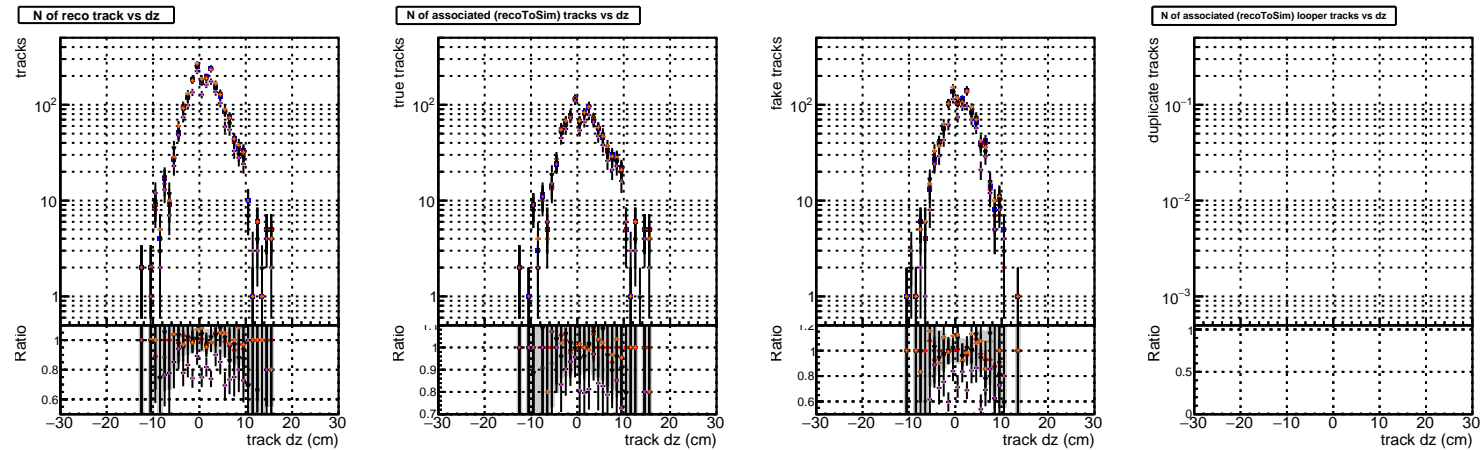 N of reco track vs dz
tracks
10²
10
1
Ratio
1
0.8
0.6
−30 −20 −10 0 10 20 30
track dz (cm)
N of associated (recoToSim) tracks vs dz
true tracks
10²
10
1
Ratio
1.1
1
0.9
0.8
0.7
−30 −20 −10 0 10 20 30
track dz (cm)
fake tracks
10²
10
1
Ratio
1.2
1
0.8
0.6
−30 −20 −10 0 10 20 30
track dz (cm)
N of associated (recoToSim) looper tracks vs dz
duplicate tracks
10⁻¹
10⁻²
10⁻³
Ratio
1
0.5
0
−30 −20 −10 0 10 20 30
track dz (cm)